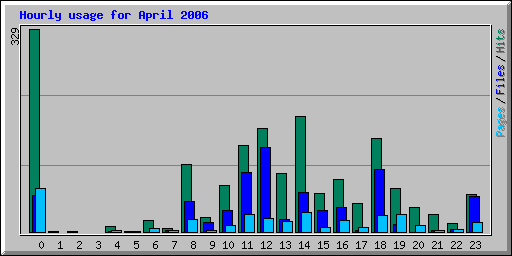 Hourly usage for April 2006
329
Pages/Files/Hits
0 1 2 3 4 5 6 7 8 9 10 11 12 13 14 15 16 17 18 19 20 21 22 23